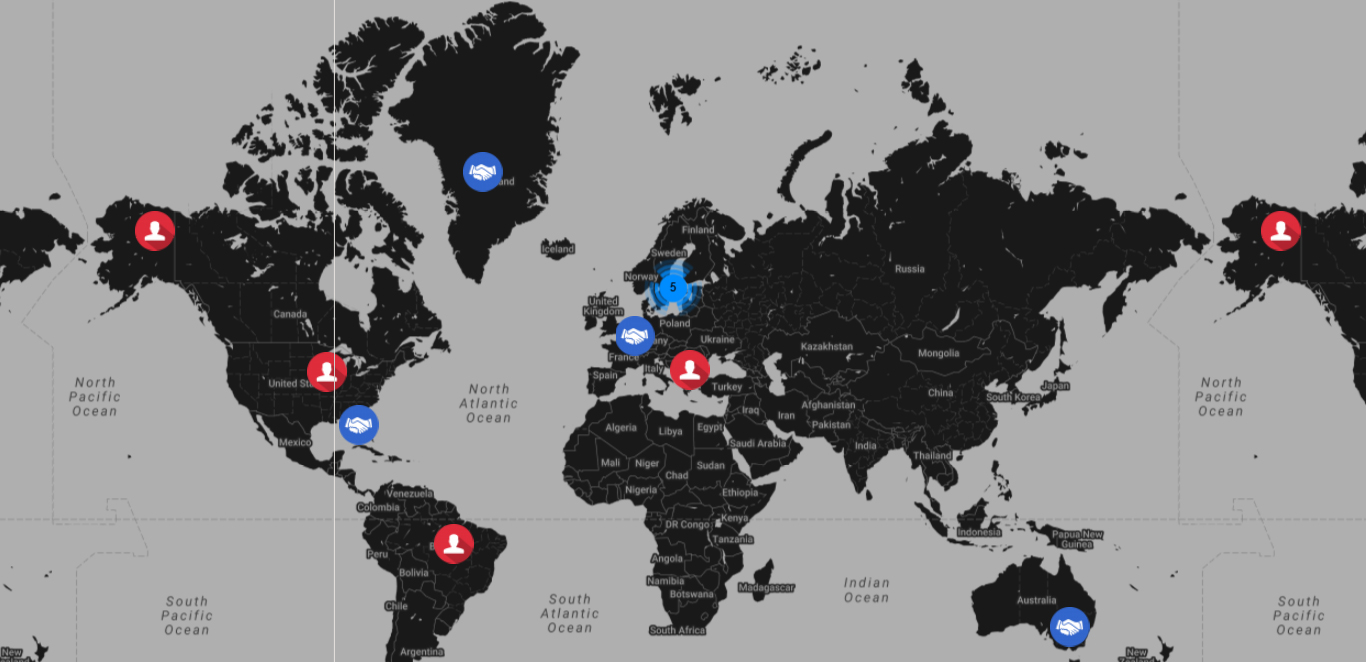 and
Finland
Iceland
Sweden
Russia
Norway
5
United
Kingdom
Canada
Poland
Ukraine
any
Kazakhstan
Mongolia
France
Italy
Spain
United Sta
Turkey
North
Pacific
Ocean
North
Atlantic
Ocean
China
South Korea
Japan
North
Pacific
Ocean
Iraq
Iran
Afghanistan
Pakistan
Algeria
Libya
Egypt
Saudi Arabia
India
Mexico
Thailand
Mali
Niger
Chad
Sudan
Nigeria
Ethiopia
Venezuela
Colombia
DR Congo
Kenya
Tanzania
Indonesia
Papua New
Guinea
B
Peru
Bolivia
Angola
Namibia
Botswana
Madagascar
Indian
Ocean
Australia
Chile
South
Pacific
Ocean
South
Atlantic
Ocean
South Africa
South
Pacific
Ocean
Argentina
New
New